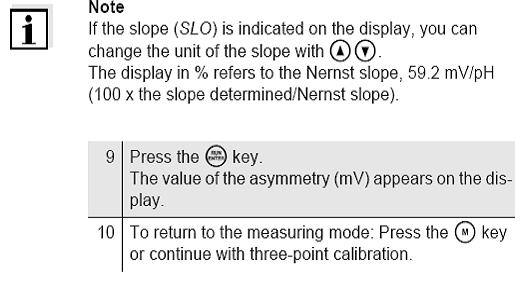 Note
If the slope (SLO) is indicated on the display, you can
change the unit of the slope with ▲ ▼.
The display in % refers to the Nernst slope, 59.2 mV/pH
(100 x the slope determined/Nernst slope).
9 Press the RUN ENTER key.
The value of the asymmetry (mV) appears on the dis-
play.
10 To return to the measuring mode: Press the M key
or continue with three-point calibration.